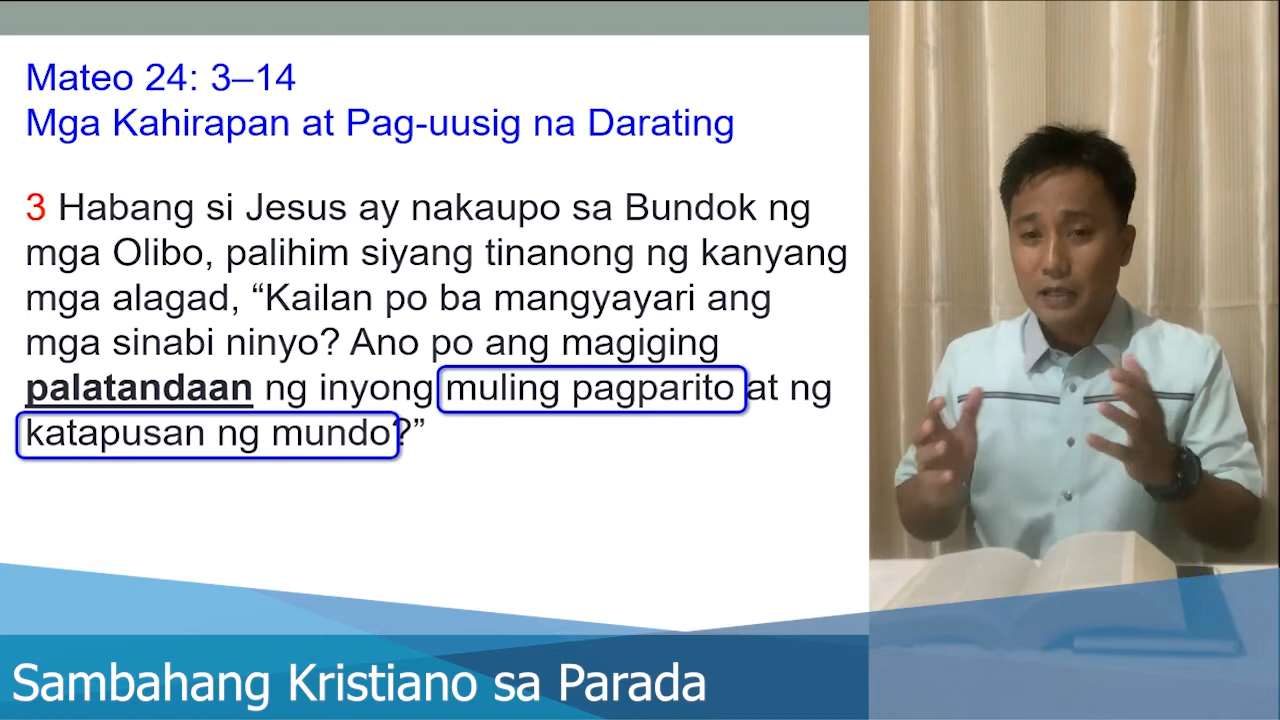 Mateo 24: 3–14
Mga Kahirapan at Pag-uusig na Darating
3 Habang si Jesus ay nakaupo sa Bundok ng
mga Olibo, palihim siyang tinanong ng kanyang
mga alagad, “Kailan po ba mangyayari ang
mga sinabi ninyo? Ano po ang magiging
palatandaan ng inyong muling pagparito at ng
katapusan ng mundo?”
Sambahang Kristiano sa Parada